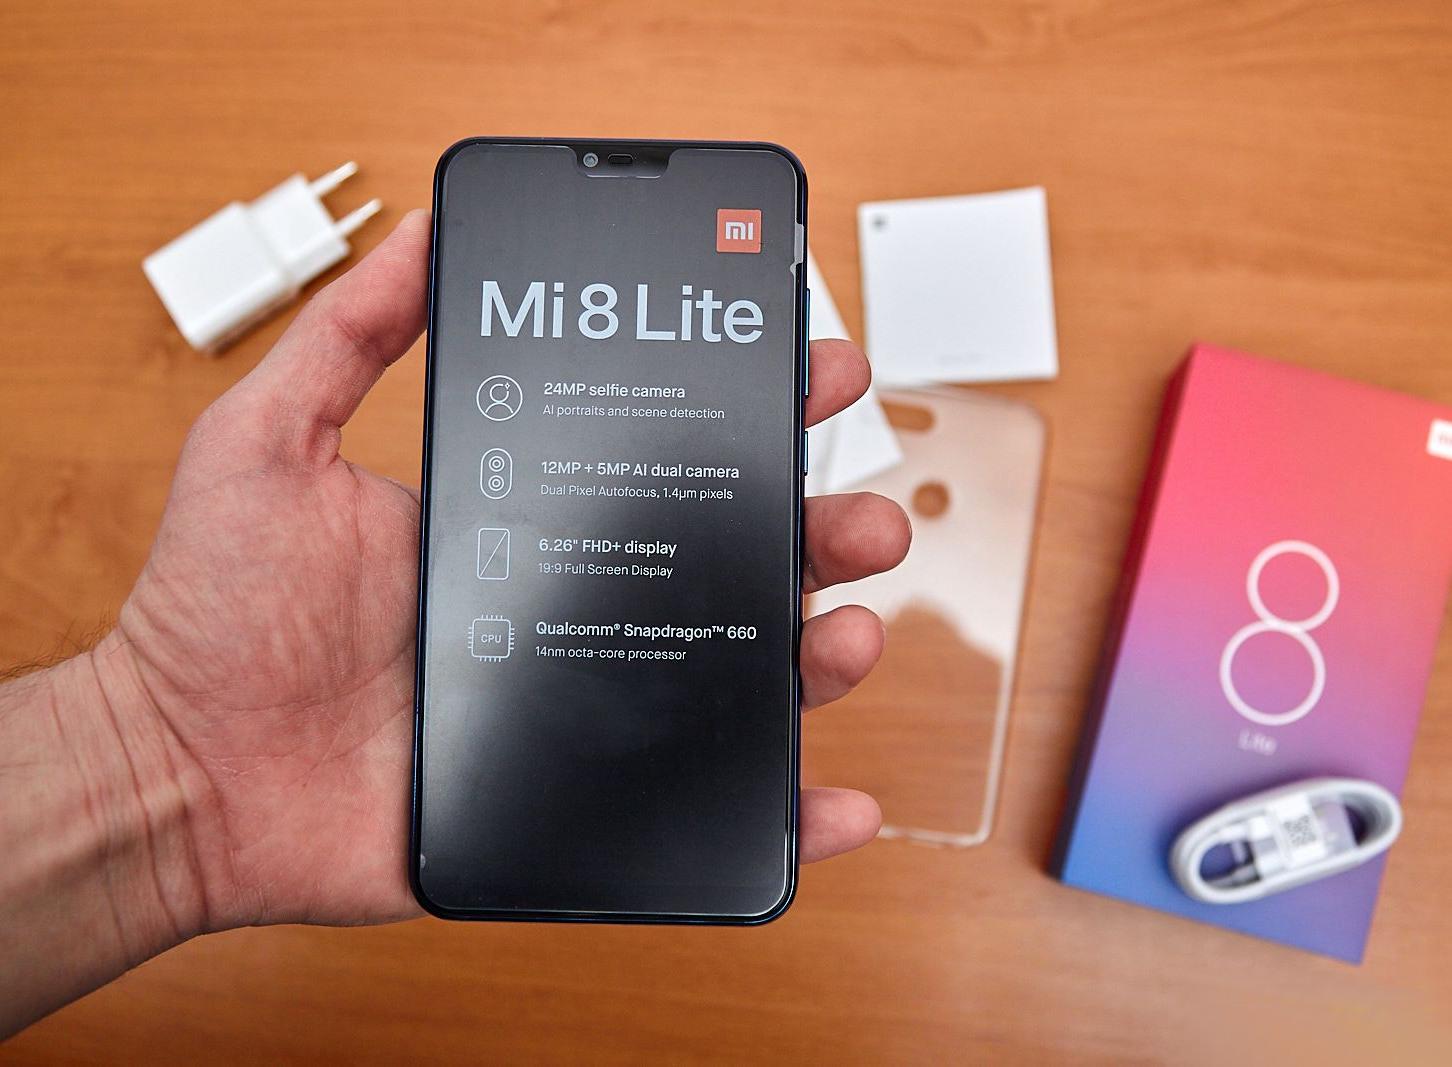 mi
Mi 8 Lite
24MP selfie camera
AI portraits and scene detection
12MP + 5MP AI dual camera
Dual Pixel Autofocus, 1.4μm pixels
6.26" FHD+ display
19:9 Full Screen Display
CPU
Qualcomm® Snapdragon™ 660
14nm octa-core processor
8
Lite